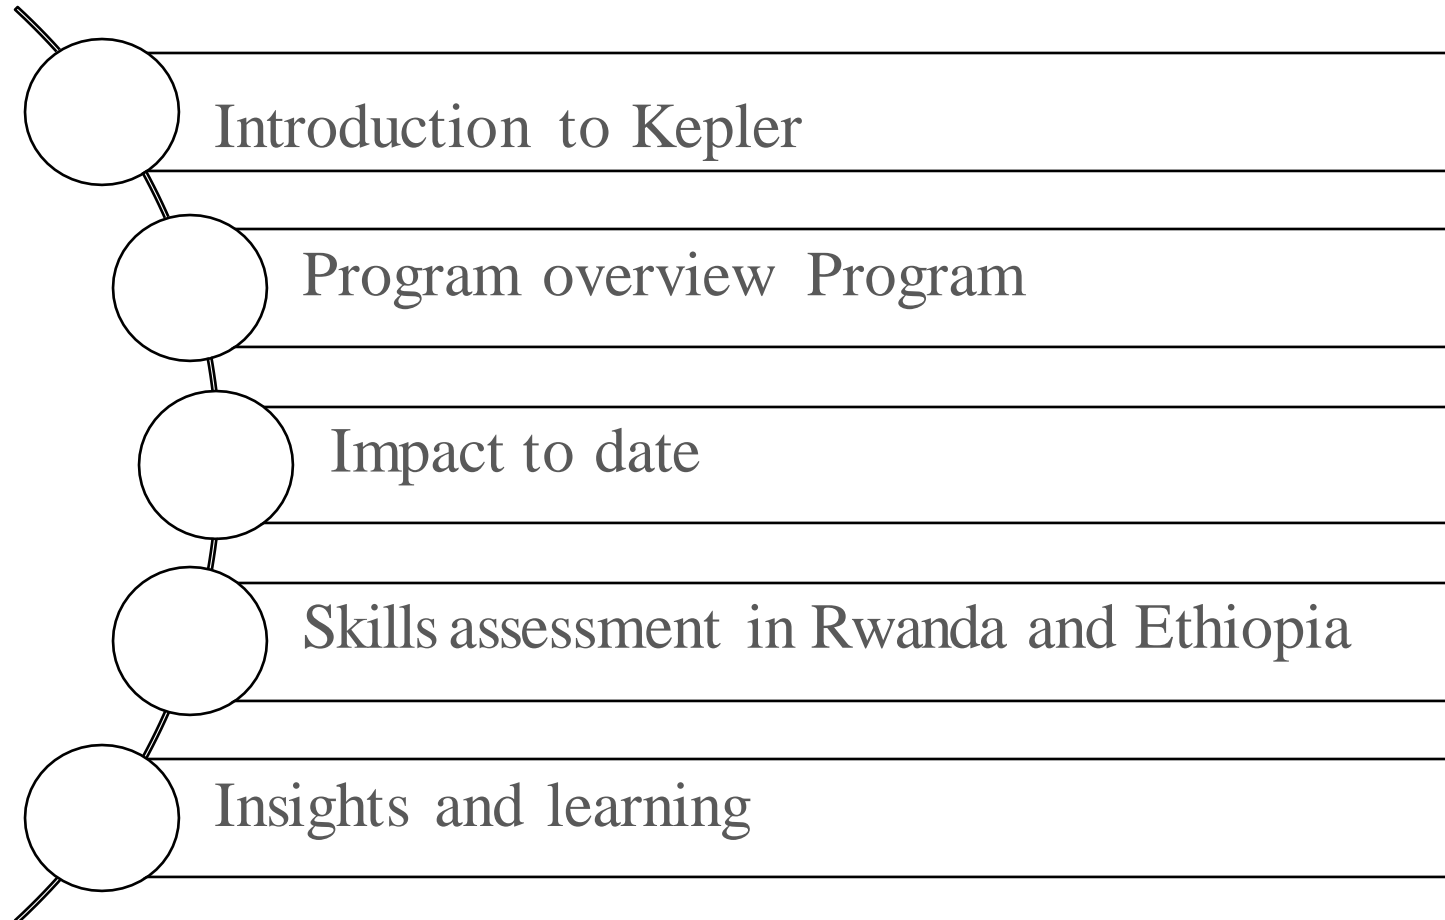 Introduction to Kepler
Program overview Program
Impact to date
Skills assessment in Rwanda and Ethiopia
Insights and learning